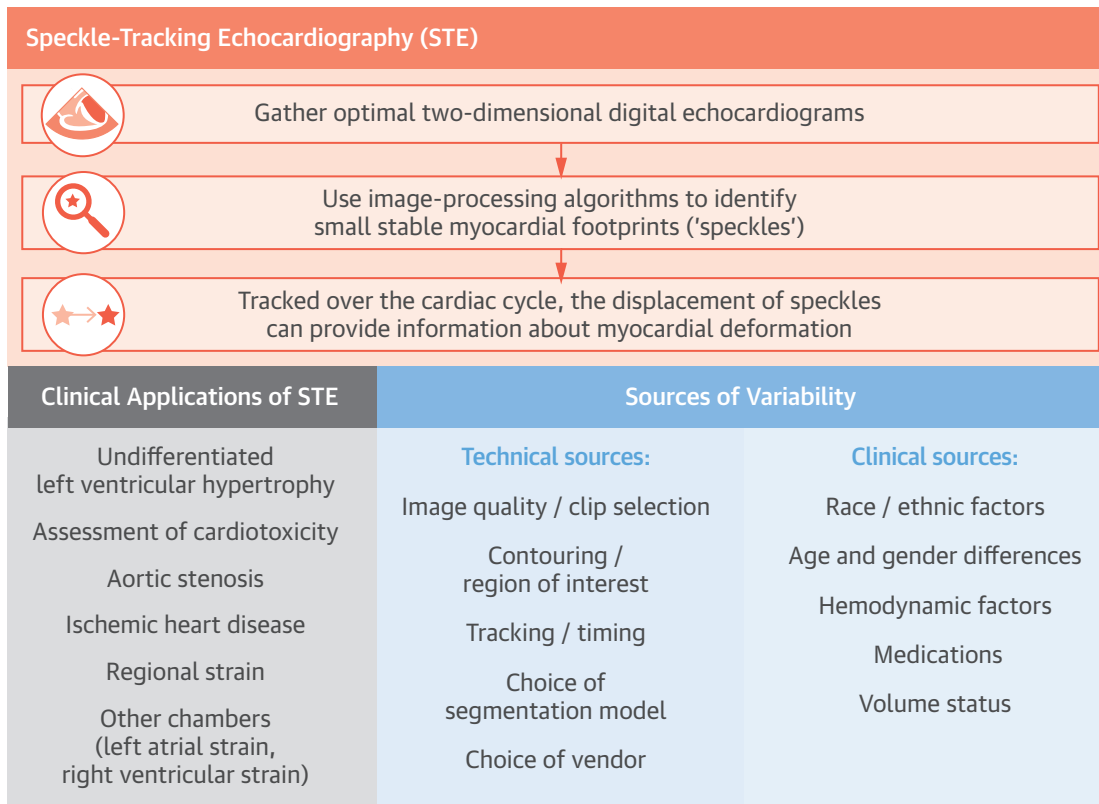 Speckle-Tracking Echocardiography (STE)
Gather optimal two-dimensional digital echocardiograms
Use image-processing algorithms to identify
small stable myocardial footprints ('speckles')
Tracked over the cardiac cycle, the displacement of speckles
can provide information about myocardial deformation
Clinical Applications of STE
Undifferentiated
left ventricular hypertrophy
Assessment of cardiotoxicity
Aortic stenosis
Ischemic heart disease
Regional strain
Other chambers
(left atrial strain,
right ventricular strain)
Sources of Variability
Technical sources:
Image quality / clip selection
Contouring /
region of interest
Tracking / timing
Choice of
segmentation model
Choice of vendor
Clinical sources:
Race / ethnic factors
Age and gender differences
Hemodynamic factors
Medications
Volume status